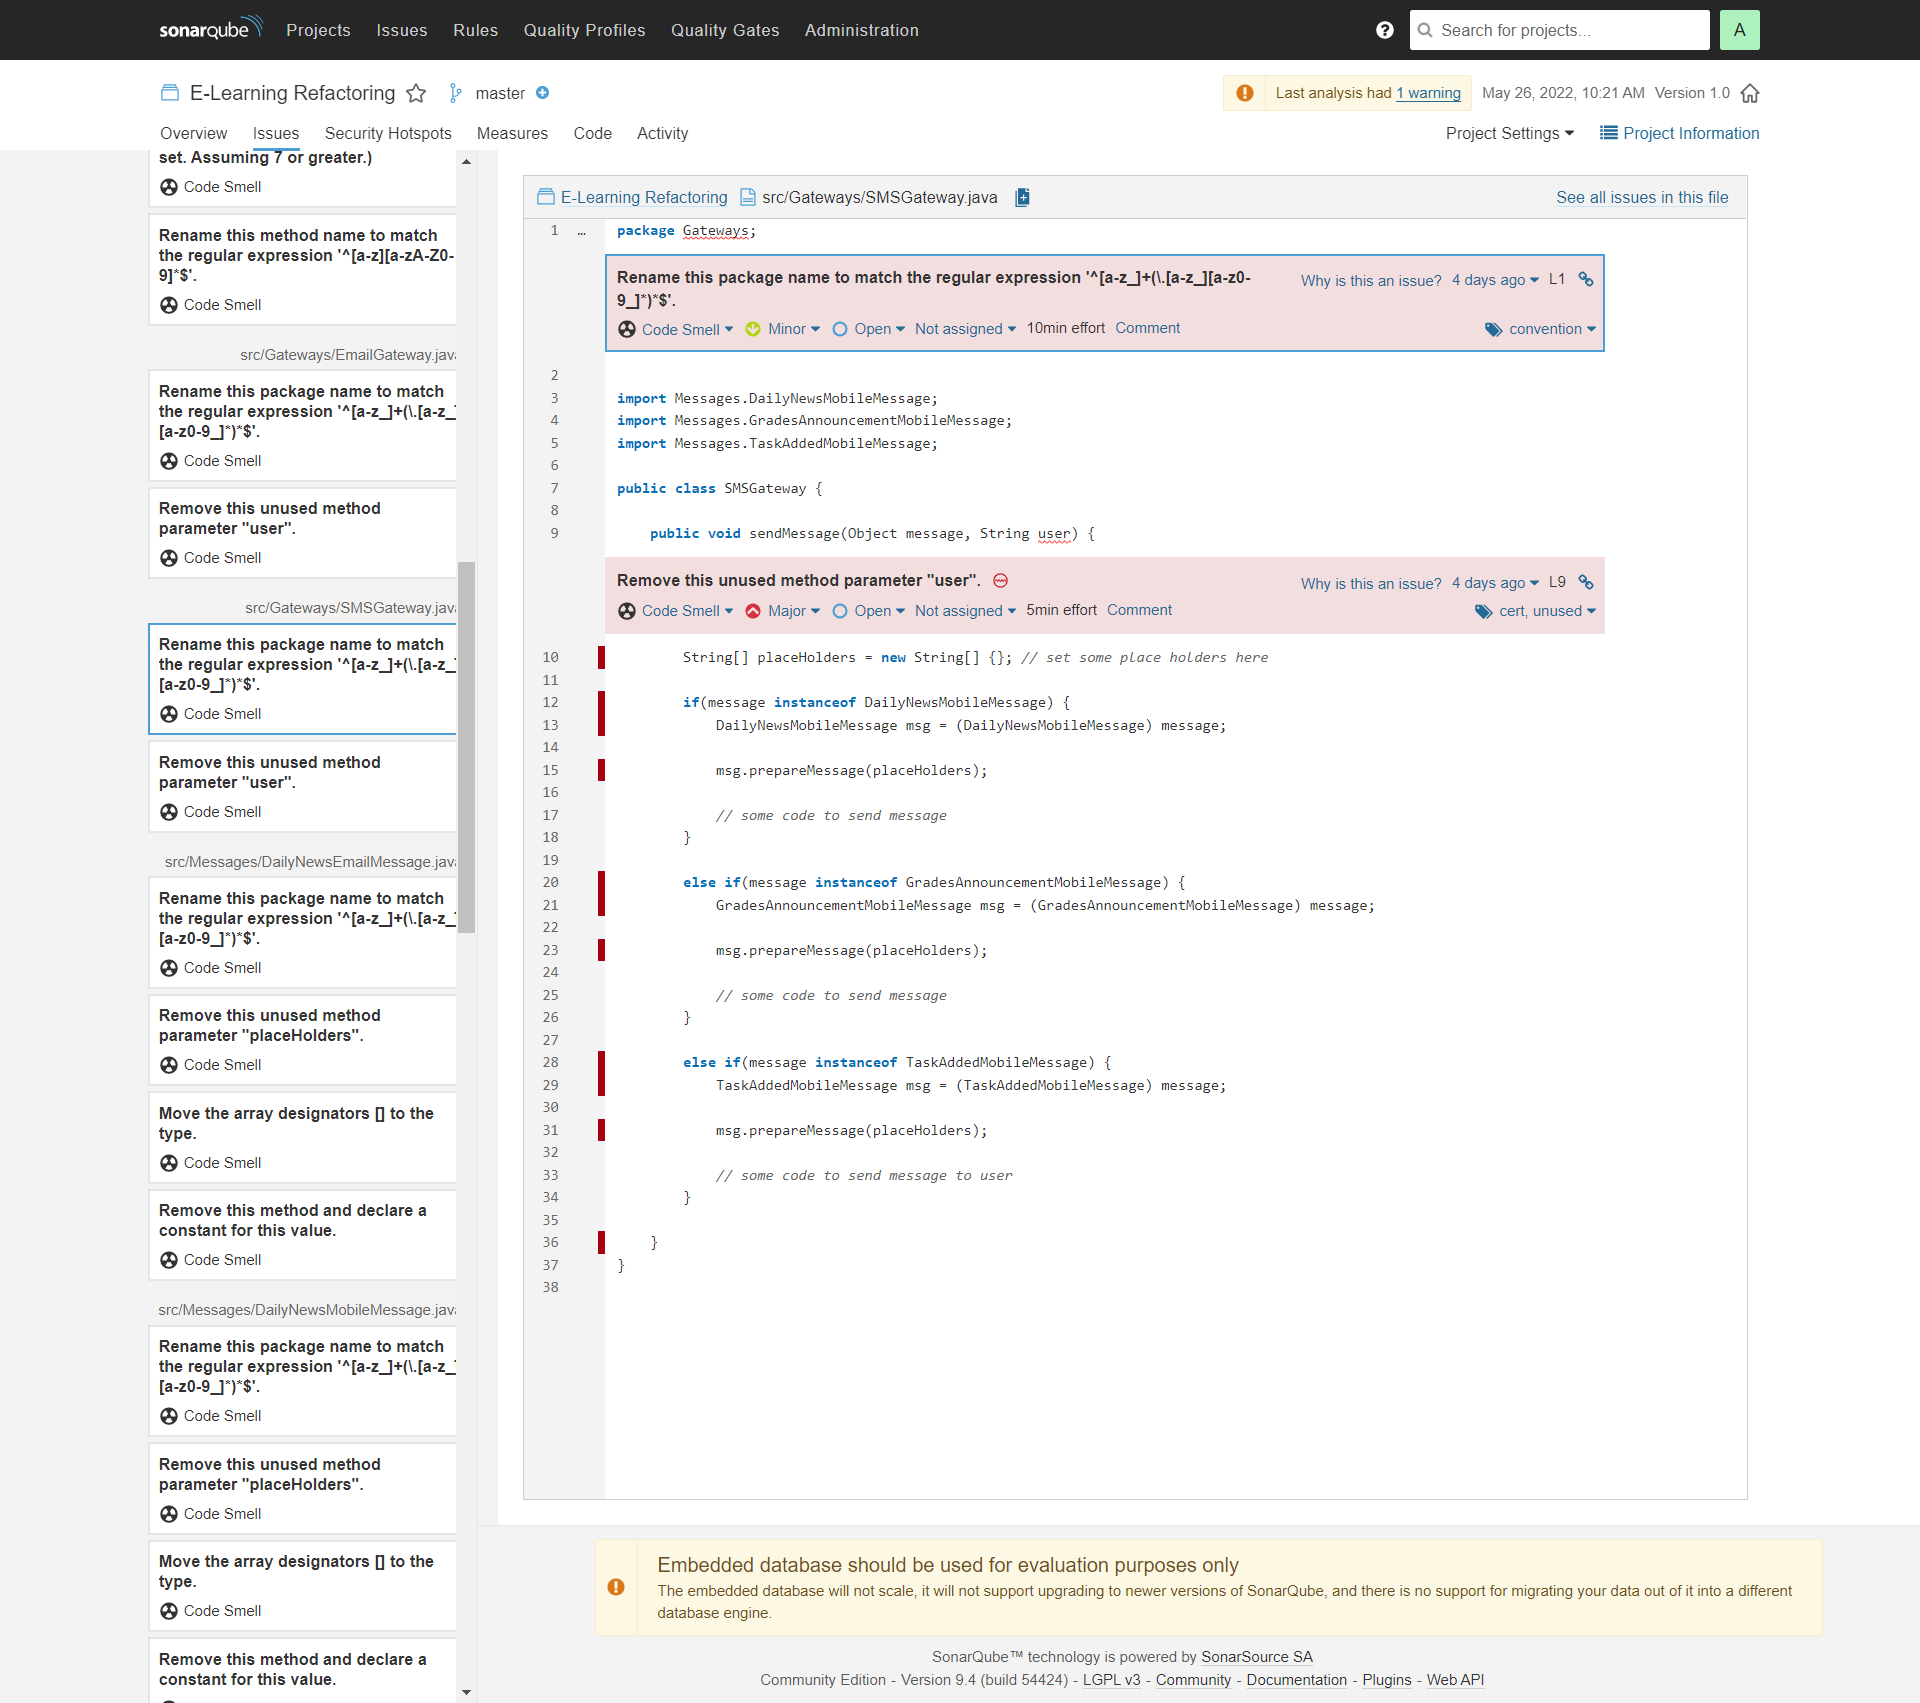 sonarqube Projects Issues Rules Quality Profiles Quality Gates Administration Search for projects... A
E-Learning Refactoring master Last analysis had 1 warning May 26, 2022, 10:21 AM Version 1.0
Overview Issues Security Hotspots Measures Code Activity Project Settings Project Information
set. Assuming 7 or greater.)
Code Smell
Rename this method name to match
the regular expression '^[a-z][a-zA-Z0-
9]*$'.
Code Smell
src/Gateways/EmailGateway.java
Rename this package name to match
the regular expression '^[a-z_]+(\.[a-z_]
[a-z0-9_]*)*$'.
Code Smell
Remove this unused method
parameter "user".
Code Smell
src/Gateways/SMSGateway.java
Rename this package name to match
the regular expression '^[a-z_]+(\.[a-z_]
[a-z0-9_]*)*$'.
Code Smell
Remove this unused method
parameter "user".
Code Smell
src/Messages/DailyNewsEmailMessage.java
Rename this package name to match
the regular expression '^[a-z_]+(\.[a-z_]
[a-z0-9_]*)*$'.
Code Smell
Remove this unused method
parameter "placeHolders".
Code Smell
Move the array designators [] to the
type.
Code Smell
Remove this method and declare a
constant for this value.
Code Smell
src/Messages/DailyNewsMobileMessage.java
Rename this package name to match
the regular expression '^[a-z_]+(\.[a-z_]
[a-z0-9_]*)*$'.
Code Smell
Remove this unused method
parameter "placeHolders".
Code Smell
Move the array designators [] to the
type.
Code Smell
Remove this method and declare a
constant for this value.
E-Learning Refactoring src/Gateways/SMSGateway.java See all issues in this file
1 … package Gateways;
Rename this package name to match the regular expression '^[a-z_]+(\.[a-z_][a-z0- Why is this an issue? 4 days ago L1
9_]*)*$'.
Code Smell Minor Open Not assigned 10min effort Comment convention
2
3 import Messages.DailyNewsMobileMessage;
4 import Messages.GradesAnnouncementMobileMessage;
5 import Messages.TaskAddedMobileMessage;
6
7 public class SMSGateway {
8
9 public void sendMessage(Object message, String user) {
Remove this unused method parameter "user". Why is this an issue? 4 days ago L9
Code Smell Major Open Not assigned 5min effort Comment cert, unused
10 String[] placeHolders = new String[] {}; // set some place holders here
11
12 if(message instanceof DailyNewsMobileMessage) {
13 DailyNewsMobileMessage msg = (DailyNewsMobileMessage) message;
14
15 msg.prepareMessage(placeHolders);
16
17 // some code to send message
18 }
19
20 else if(message instanceof GradesAnnouncementMobileMessage) {
21 GradesAnnouncementMobileMessage msg = (GradesAnnouncementMobileMessage) message;
22
23 msg.prepareMessage(placeHolders);
24
25 // some code to send message
26 }
27
28 else if(message instanceof TaskAddedMobileMessage) {
29 TaskAddedMobileMessage msg = (TaskAddedMobileMessage) message;
30
31 msg.prepareMessage(placeHolders);
32
33 // some code to send message to user
34 }
35
36 }
37 }
38
Embedded database should be used for evaluation purposes only
The embedded database will not scale, it will not support upgrading to newer versions of SonarQube, and there is no support for migrating your data out of it into a different
database engine.
SonarQube™ technology is powered by SonarSource SA
Community Edition - Version 9.4 (build 54424) - LGPL v3 - Community - Documentation - Plugins - Web API